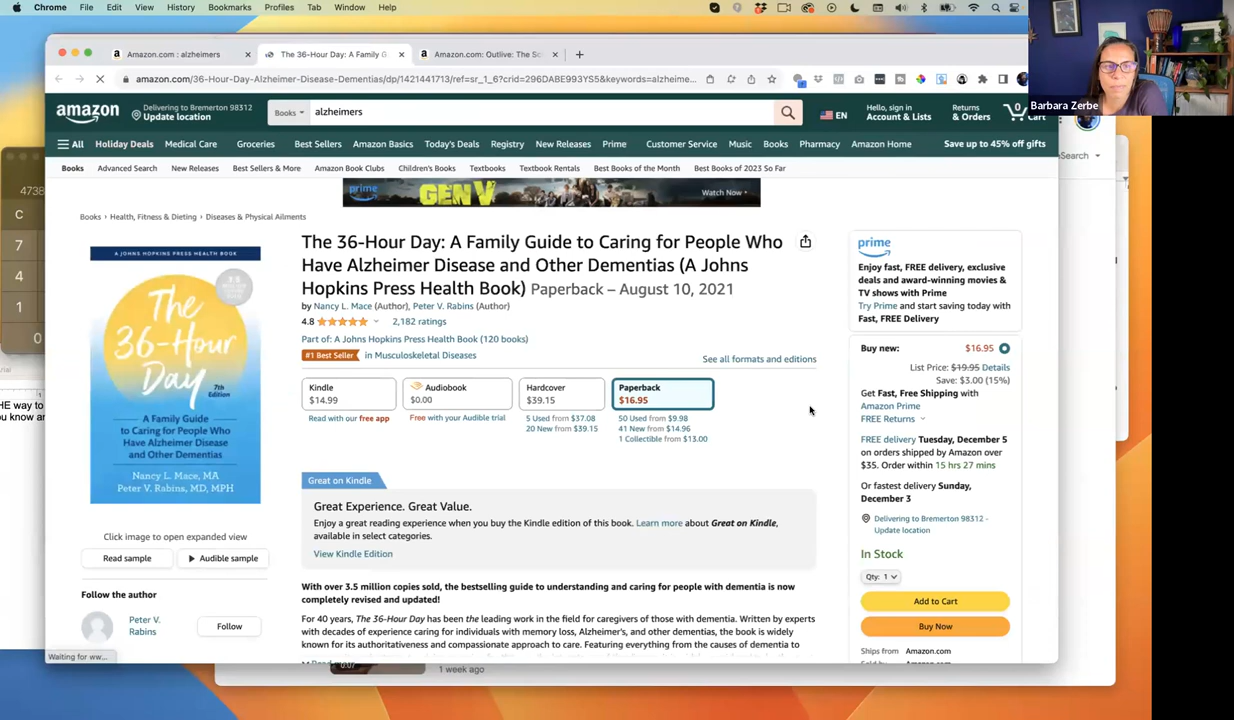 Chrome File Edit View History Bookmarks Profiles Tab Window Help
Amazon.com : alzheimers
The 36-Hour Day: A Family G
Amazon.com: Outlive: The Sc
amazon.com/36-Hour-Day-Alzheimer-Disease-Dementias/dp/1421441713/ref=sr_1_6?crid=296DABE993YS5&keywords=alzheime...
Barbara Zerbe
amazon
Delivering to Bremerton 98312
Update location
Books
alzheimers
EN
Hello, sign in
Account & Lists
Returns
& Orders
0
Cart
All Holiday Deals Medical Care Groceries Best Sellers Amazon Basics Today's Deals Registry New Releases Prime Customer Service Music Books Pharmacy Amazon Home Save up to 45% off gifts
Books Advanced Search New Releases Best Sellers & More Amazon Book Clubs Children's Books Textbooks Textbook Rentals Best Books of the Month Best Books of 2023 So Far
prime
GEN V
Watch Now
Books › Health, Fitness & Dieting › Diseases & Physical Ailments
A JOHNS HOPKINS PRESS HEALTH BOOK
The
36-Hour
Day
7th
Edition
A Family Guide to
Caring for People Who
Have Alzheimer Disease
and Other Dementias
Nancy L. Mace, MA
Peter V. Rabins, MD, MPH
Click image to open expanded view
Read sample
Audible sample
Follow the author
Peter V.
Rabins
Follow
Waiting for ww...
The 36-Hour Day: A Family Guide to Caring for People Who
Have Alzheimer Disease and Other Dementias (A Johns
Hopkins Press Health Book) Paperback – August 10, 2021
by Nancy L. Mace (Author), Peter V. Rabins (Author)
4.8
2,182 ratings
Part of: A Johns Hopkins Press Health Book (120 books)
#1 Best Seller in Musculoskeletal Diseases
See all formats and editions
Kindle
$14.99
Read with our free app
Audiobook
$0.00
Free with your Audible trial
Hardcover
$39.15
5 Used from $37.08
20 New from $39.15
Paperback
$16.95
50 Used from $9.98
41 New from $14.96
1 Collectible from $13.00
Great on Kindle
Great Experience. Great Value.
Enjoy a great reading experience when you buy the Kindle edition of this book. Learn more about Great on Kindle,
available in select categories.
View Kindle Edition
With over 3.5 million copies sold, the bestselling guide to understanding and caring for people with dementia is now
completely revised and updated!
For 40 years, The 36-Hour Day has been the leading work in the field for caregivers of those with dementia. Written by experts
with decades of experience caring for individuals with memory loss, Alzheimer's, and other dementias, the book is widely
known for its authoritativeness and compassionate approach to care. Featuring everything from the causes of dementia to
prime
Enjoy fast, FREE delivery, exclusive
deals and award-winning movies &
TV shows with Prime
Try Prime and start saving today with
Fast, FREE Delivery
Buy new: $16.95
List Price: $19.95 Details
Save: $3.00 (15%)
Get Fast, Free Shipping with
Amazon Prime
FREE Returns
FREE delivery Tuesday, December 5
on orders shipped by Amazon over
$35. Order within 15 hrs 27 mins
Or fastest delivery Sunday,
December 3
Delivering to Bremerton 98312 -
Update location
In Stock
Qty: 1
Add to Cart
Buy Now
Ships from Amazon.com
4738
C
7
4
1
0
HE way to
ou know a
Search
0:07
1 week ago